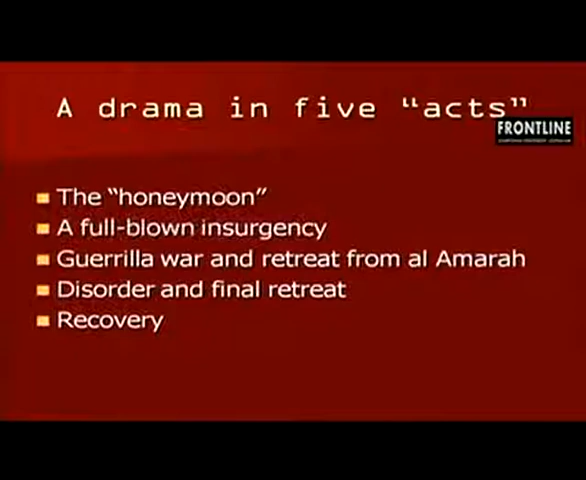 A drama in five “acts”
FRONTLINE
The “honeymoon”
A full-blown insurgency
Guerrilla war and retreat from al Amarah
Disorder and final retreat
Recovery